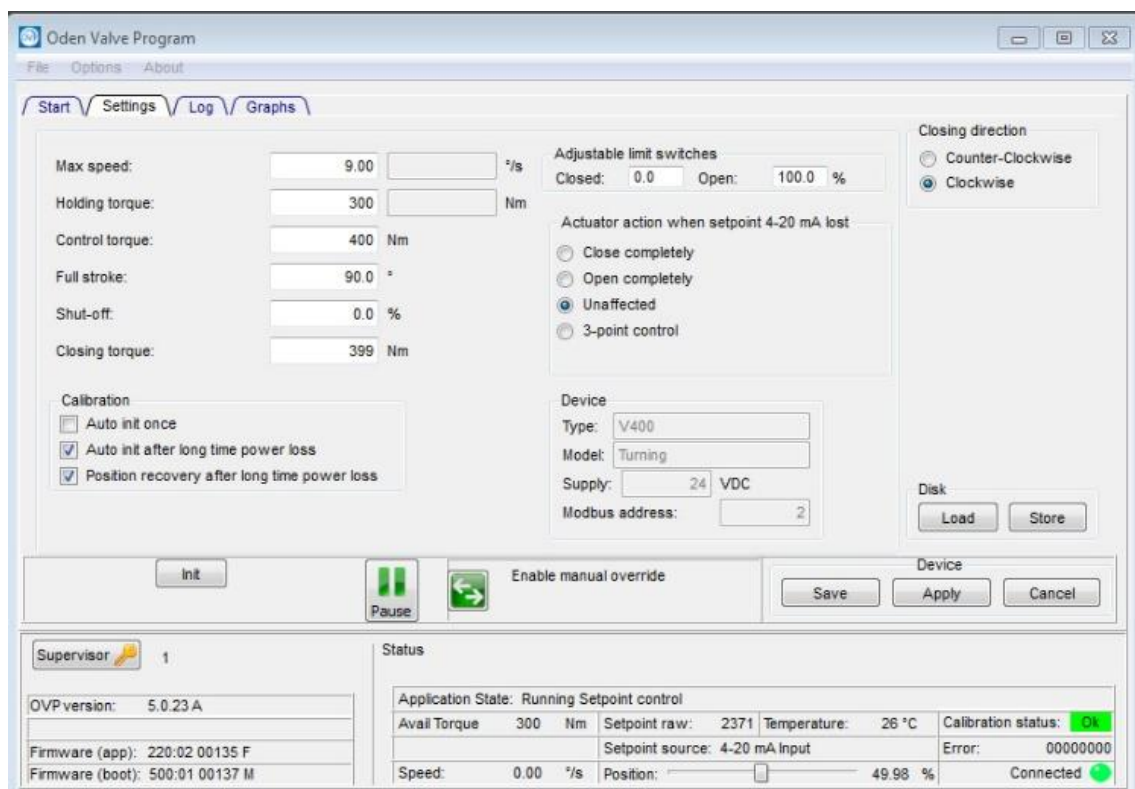 Oden Valve Program
File Options About
Start Settings Log Graphs
Max speed: 9.00 °/s
Holding torque: 300 Nm
Control torque: 400 Nm
Full stroke: 90.0 °
Shut-off: 0.0 %
Closing torque: 399 Nm
Calibration
Auto init once
Auto init after long time power loss
Position recovery after long time power loss
Adjustable limit switches
Closed: 0.0 Open: 100.0 %
Actuator action when setpoint 4-20 mA lost
Close completely
Open completely
Unaffected
3-point control
Device
Type: V400
Model: Turning
Supply: 24 VDC
Modbus address: 2
Closing direction
Counter-Clockwise
Clockwise
Disk
Load Store
Init
Pause
Enable manual override
Device
Save Apply Cancel
Supervisor 1
OVP version: 5.0.23 A
Firmware (app): 220:02 00135 F
Firmware (boot): 500:01 00137 M
Status
Application State: Running Setpoint control
Avail Torque 300 Nm Setpoint raw: 2371 Temperature: 26 °C Calibration status: Ok
Setpoint source: 4-20 mA Input Error: 00000000
Speed: 0.00 °/s Position: 49.98 % Connected